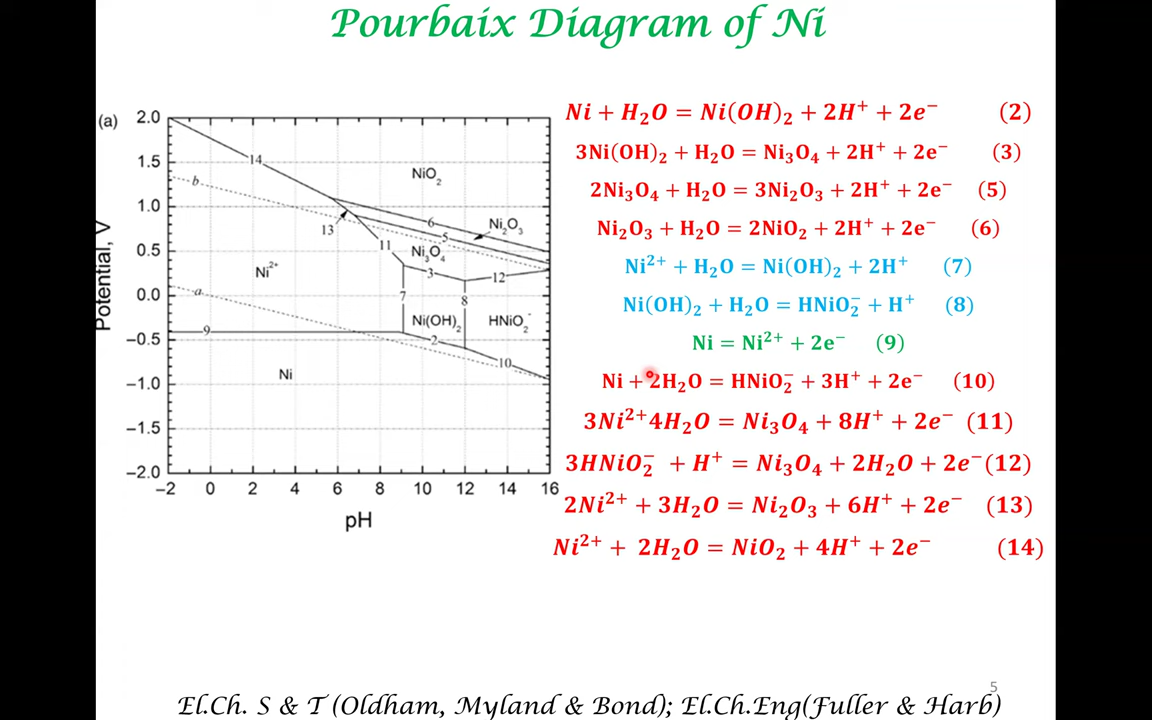 Pourbaix Diagram of Ni
(a)
2.0
1.5
1.0
0.5
0.0
−0.5
−1.0
−1.5
−2.0
Potential, V
−2 0 2 4 6 8 10 12 14 16
pH
14
b
NiO₂
6
Ni₂O₃
5
13
11
Ni₃O₄
3
12
Ni²⁺
a
7
8
Ni(OH)₂
HNiO₂⁻
9
2
10
Ni
Ni + H₂O = Ni(OH)₂ + 2H⁺ + 2e⁻ (2)
3Ni(OH)₂ + H₂O = Ni₃O₄ + 2H⁺ + 2e⁻ (3)
2Ni₃O₄ + H₂O = 3Ni₂O₃ + 2H⁺ + 2e⁻ (5)
Ni₂O₃ + H₂O = 2NiO₂ + 2H⁺ + 2e⁻ (6)
Ni²⁺ + H₂O = Ni(OH)₂ + 2H⁺ (7)
Ni(OH)₂ + H₂O = HNiO₂⁻ + H⁺ (8)
Ni = Ni²⁺ + 2e⁻ (9)
Ni + 2H₂O = HNiO₂⁻ + 3H⁺ + 2e⁻ (10)
3Ni²⁺4H₂O = Ni₃O₄ + 8H⁺ + 2e⁻ (11)
3HNiO₂⁻ + H⁺ = Ni₃O₄ + 2H₂O + 2e⁻(12)
2Ni²⁺ + 3H₂O = Ni₂O₃ + 6H⁺ + 2e⁻ (13)
Ni²⁺ + 2H₂O = NiO₂ + 4H⁺ + 2e⁻ (14)
5
El.Ch. S & T (Oldham, Myland & Bond); El.Ch.Eng(Fuller & Harb)